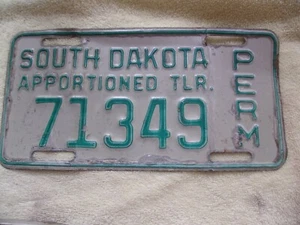 SOUTH DAKOTA
APPORTIONED TLR.
71349
PERM